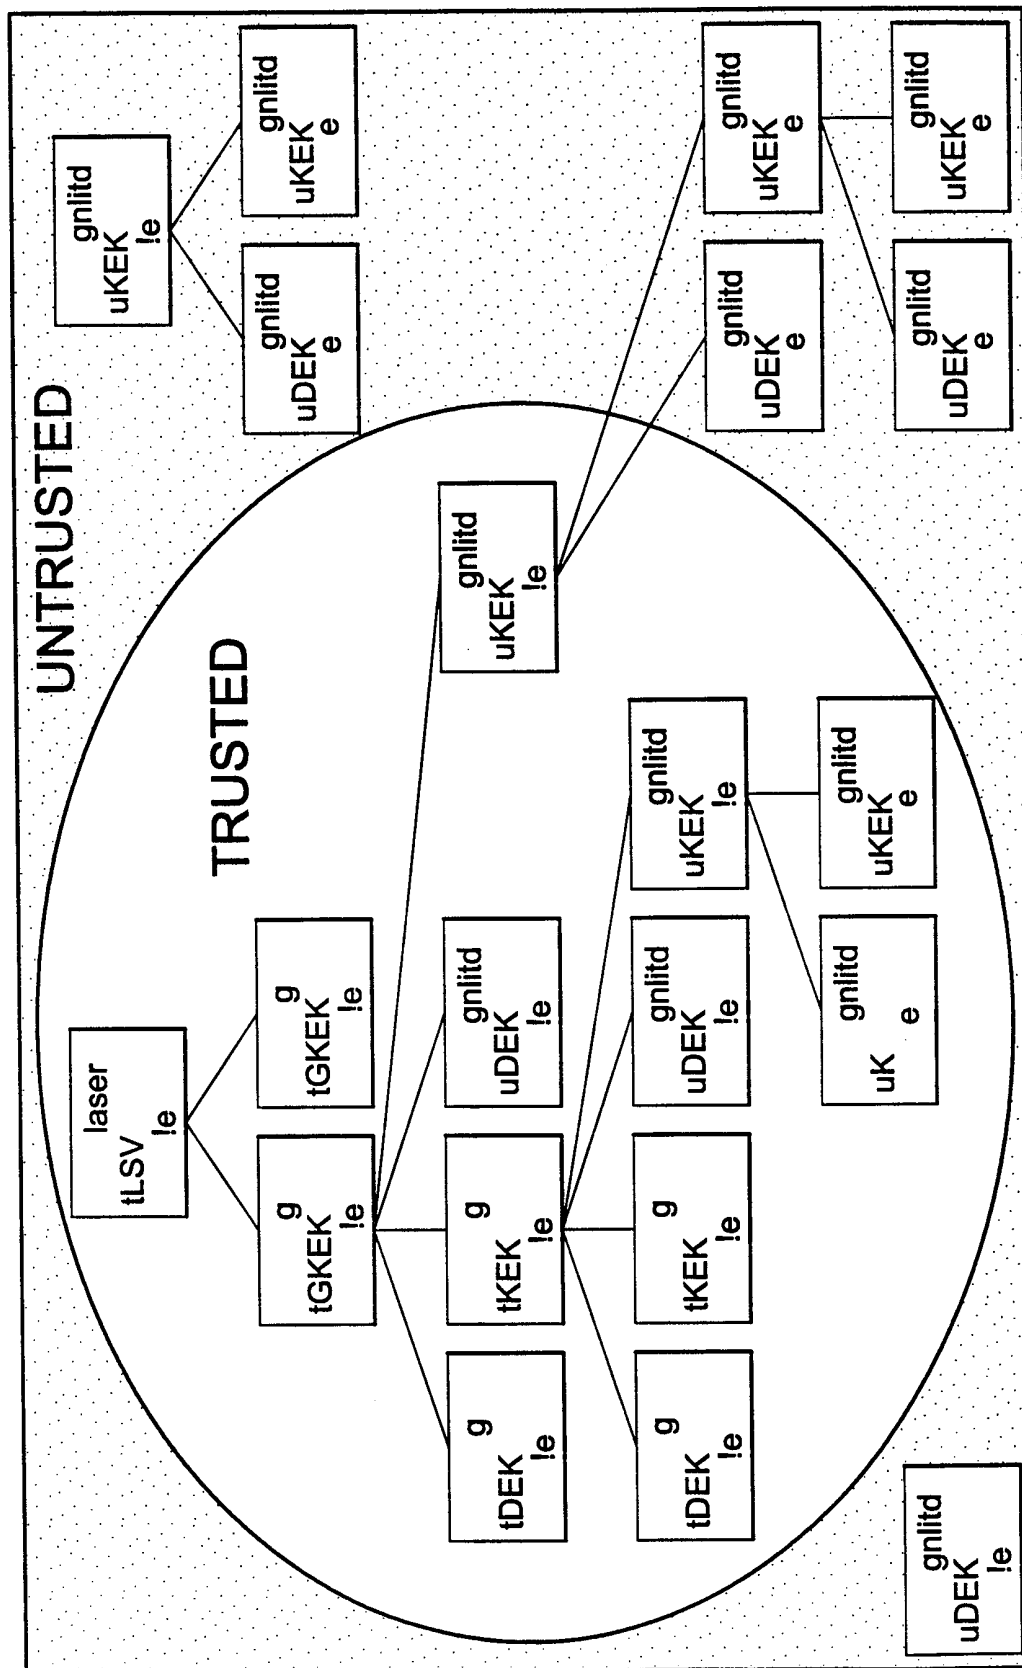 UNTRUSTED
gnlitd
uKEK
!e
laser
tLSV
!e
TRUSTED
g
tGKEK
!e
g
tGKEK
!e
gnlitd
uDEK
e
gnlitd
uKEK
e
g
tDEK
!e
g
tKEK
!e
gnlitd
uDEK
!e
gnlitd
uKEK
!e
g
tDEK
!e
g
tKEK
!e
gnlitd
uDEK
!e
gnlitd
uKEK
!e
gnlitd
uDEK
e
gnlitd
uKEK
e
gnlitd
uK
e
gnlitd
uKEK
e
gnlitd
uDEK
!e
gnlitd
uDEK
e
gnlitd
uKEK
e